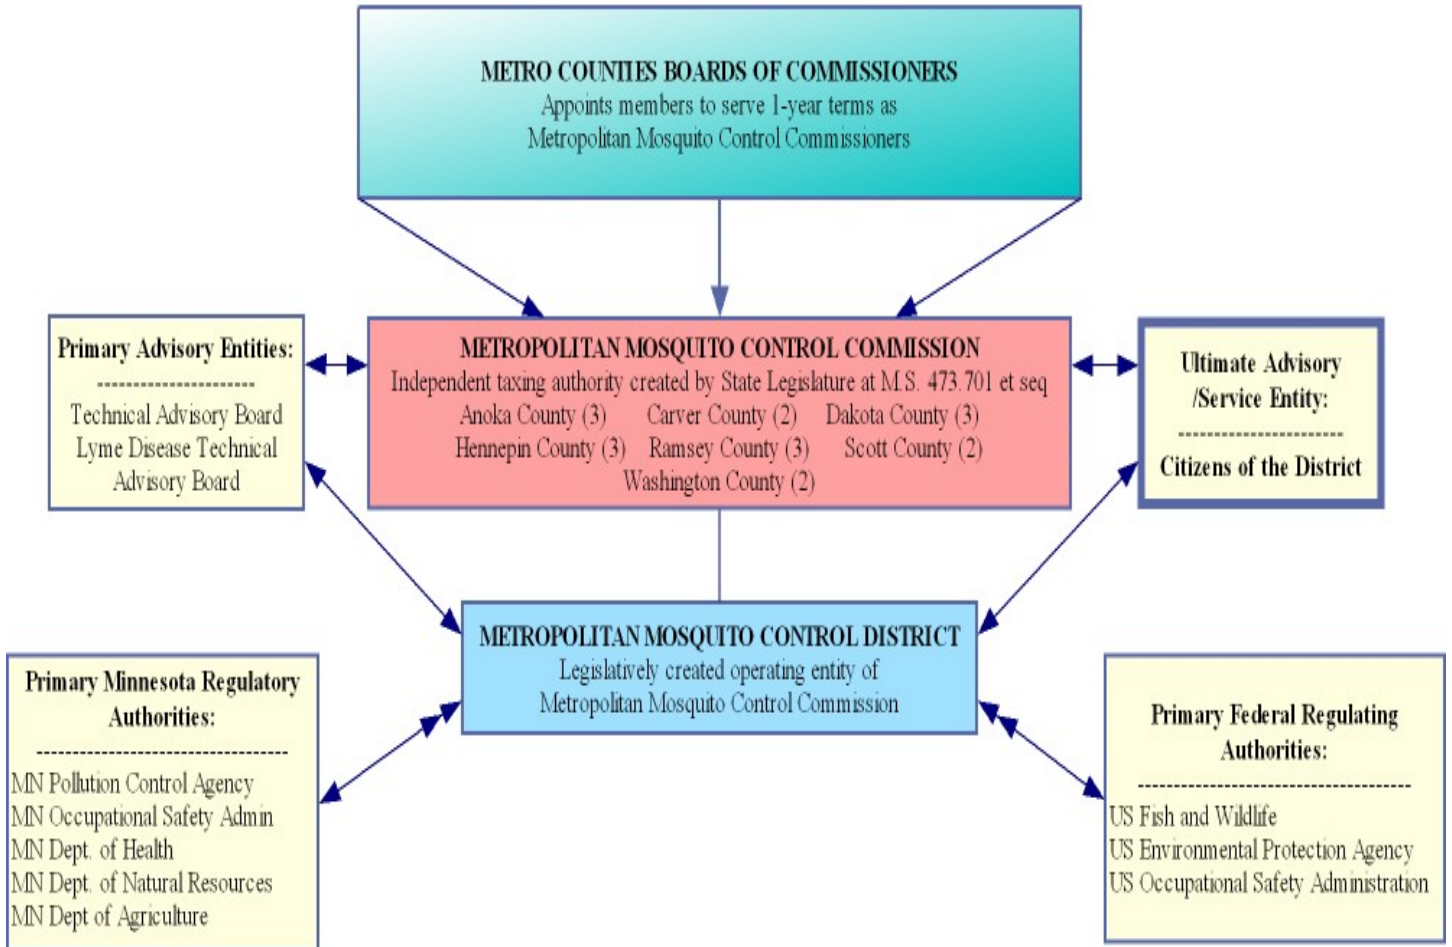 METRO COUNTIES BOARDS OF COMMISSIONERS
Appoints members to serve 1-year terms as
Metropolitan Mosquito Control Commissioners
Primary Advisory Entities:
----------------------
Technical Advisory Board
Lyme Disease Technical
Advisory Board
METROPOLITAN MOSQUITO CONTROL COMMISSION
Independent taxing authority created by State Legislature at M.S. 473.701 et seq
Anoka County (3) Carver County (2) Dakota County (3)
Hennepin County (3) Ramsey County (3) Scott County (2)
Washington County (2)
Ultimate Advisory
/Service Entity:
-----------------------
Citizens of the District
METROPOLITAN MOSQUITO CONTROL DISTRICT
Legislatively created operating entity of
Metropolitan Mosquito Control Commission
Primary Minnesota Regulatory
Authorities:
-----------------------------------
MN Pollution Control Agency
MN Occupational Safety Admin
MN Dept. of Health
MN Dept. of Natural Resources
MN Dept of Agriculture
Primary Federal Regulating
Authorities:
----------------------------------
US Fish and Wildlife
US Environmental Protection Agency
US Occupational Safety Administration